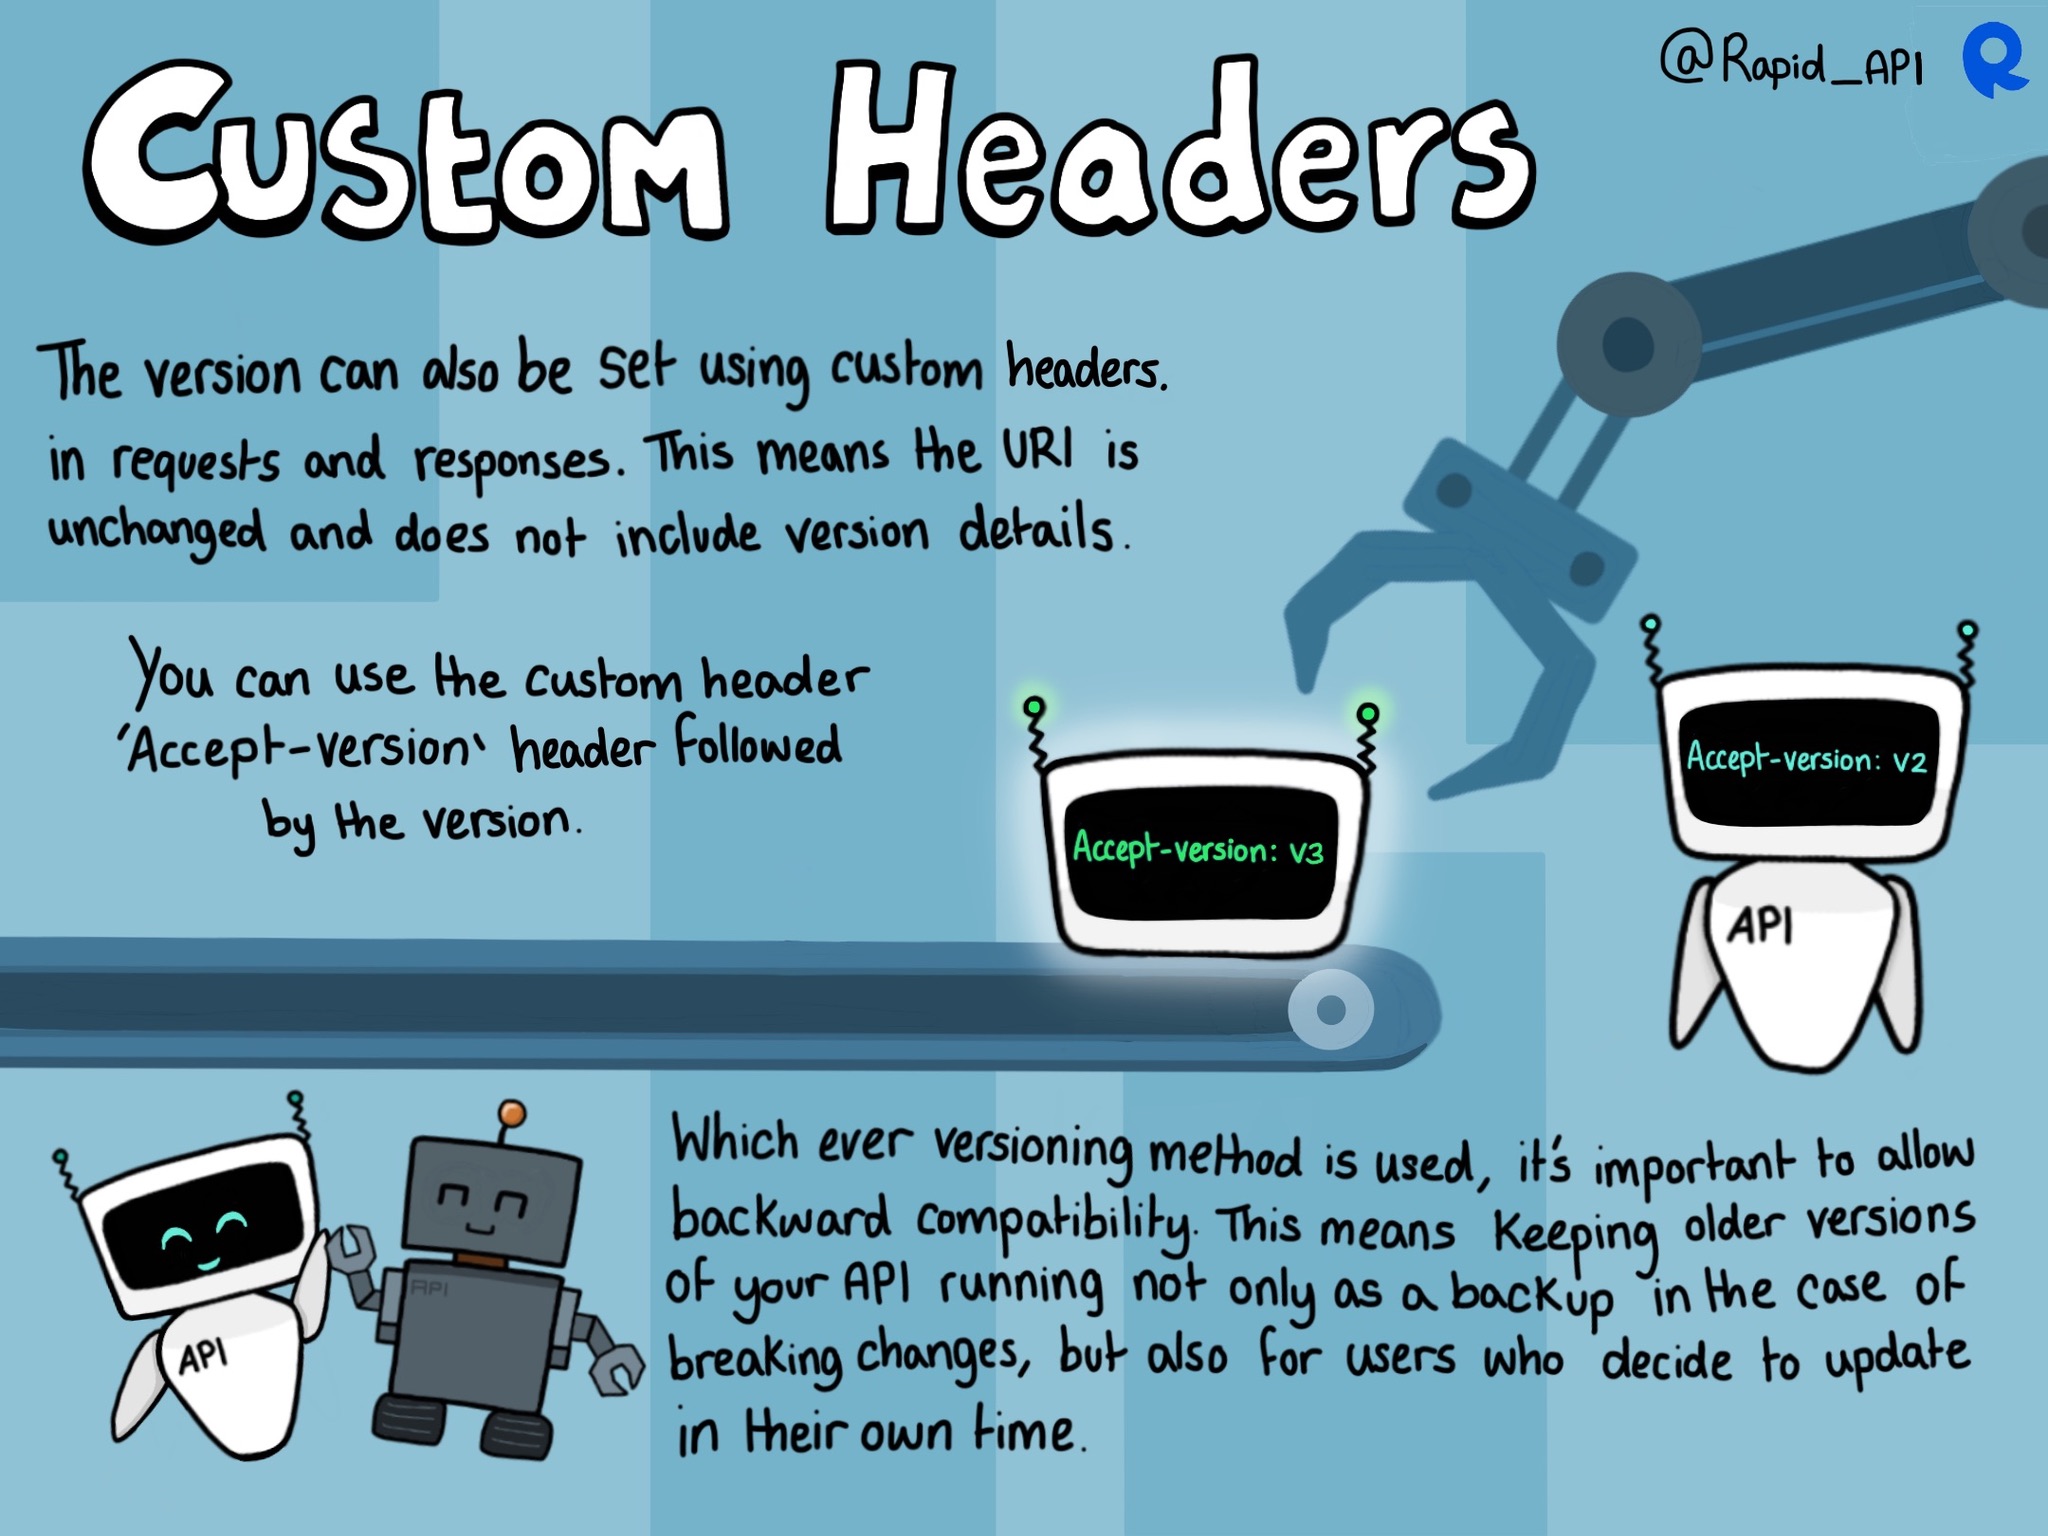 @Rapid_API
Custom Headers
The version can also be set using custom headers.
in requests and responses. This means the URI is
unchanged and does not include version details.
You can use the custom header
'Accept-version' header followed
by the version.
Accept-version: v3
Accept-version: v2
API
API
API
Which ever versioning method is used, it's important to allow
backward compatibility. This means keeping older versions
of your API running not only as a backup in the case of
breaking changes, but also for users who decide to update
in their own time.